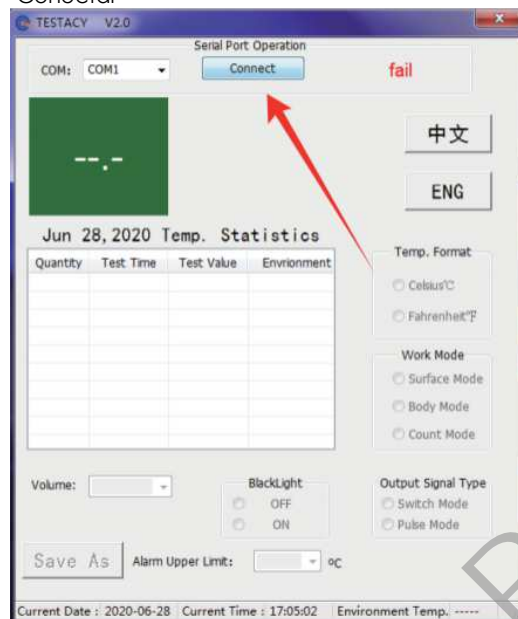 TESTACY V2.0
Serial Port Operation
COM: COM1 Connect fail
--.-
中文
ENG
Jun 28,2020 Temp. Statistics
Quantity Test Time Test Value Envrionment
Temp. Format
Celsius℃
Fahrenheit℉
Work Mode
Surface Mode
Body Mode
Count Mode
Volume:
BlackLight
OFF
ON
Output Signal Type
Switch Mode
Pulse Mode
Save As Alarm Upper Limit: ℃
Current Date : 2020-06-28 Current Time : 17:05:02 Environment Temp. -----